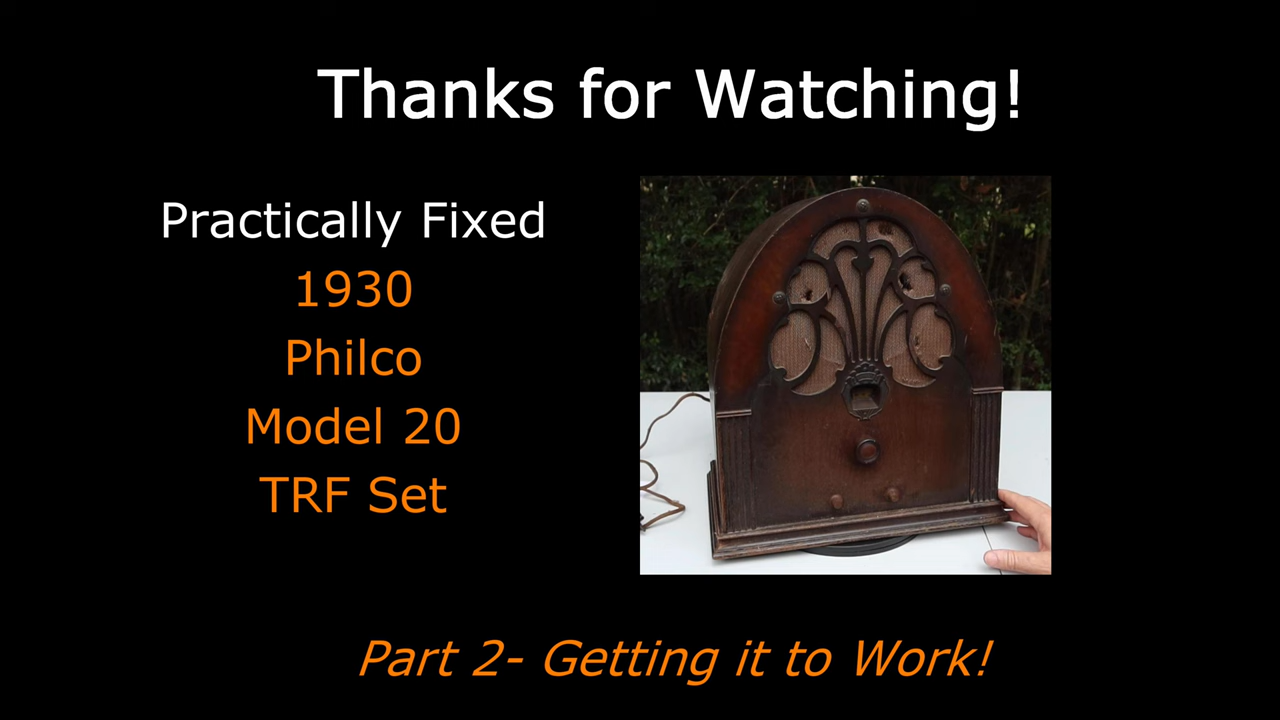 Thanks for Watching!
Practically Fixed
1930
Philco
Model 20
TRF Set
Part 2- Getting it to Work!